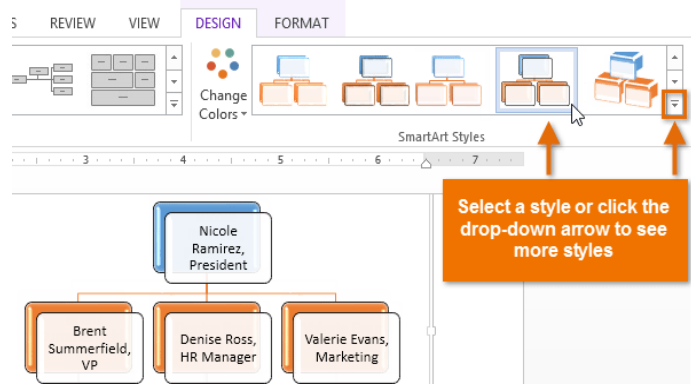 S REVIEW VIEW DESIGN FORMAT
Change
Colors
SmartArt Styles
3 4 5 6 7
Select a style or click the
drop-down arrow to see
more styles
Nicole
Ramirez,
President
Brent
Summerfield,
VP
Denise Ross,
HR Manager
Valerie Evans,
Marketing